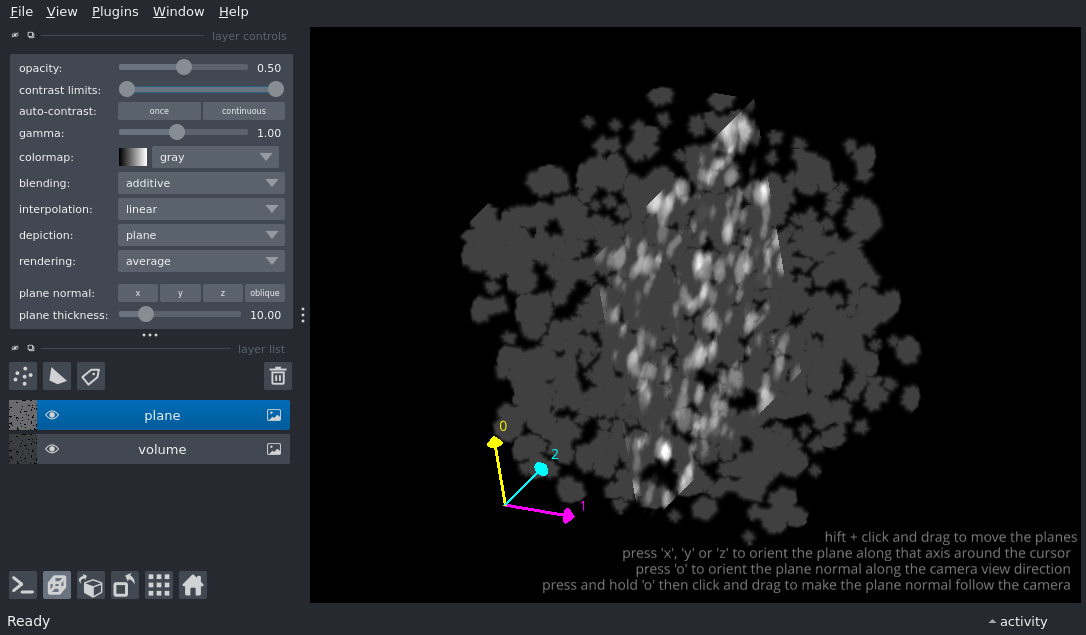 File View Plugins Window Help
layer controls
opacity: 0.50
contrast limits:
auto-contrast: once continuous
gamma: 1.00
colormap: gray
blending: additive
interpolation: linear
depiction: plane
rendering: average
plane normal: x y z oblique
plane thickness: 10.00
layer list
plane
volume
0
2
1
hift + click and drag to move the planes
press 'x', 'y' or 'z' to orient the plane along that axis around the cursor
press 'o' to orient the plane normal along the camera view direction
press and hold 'o' then click and drag to make the plane normal follow the camera
Ready
activity